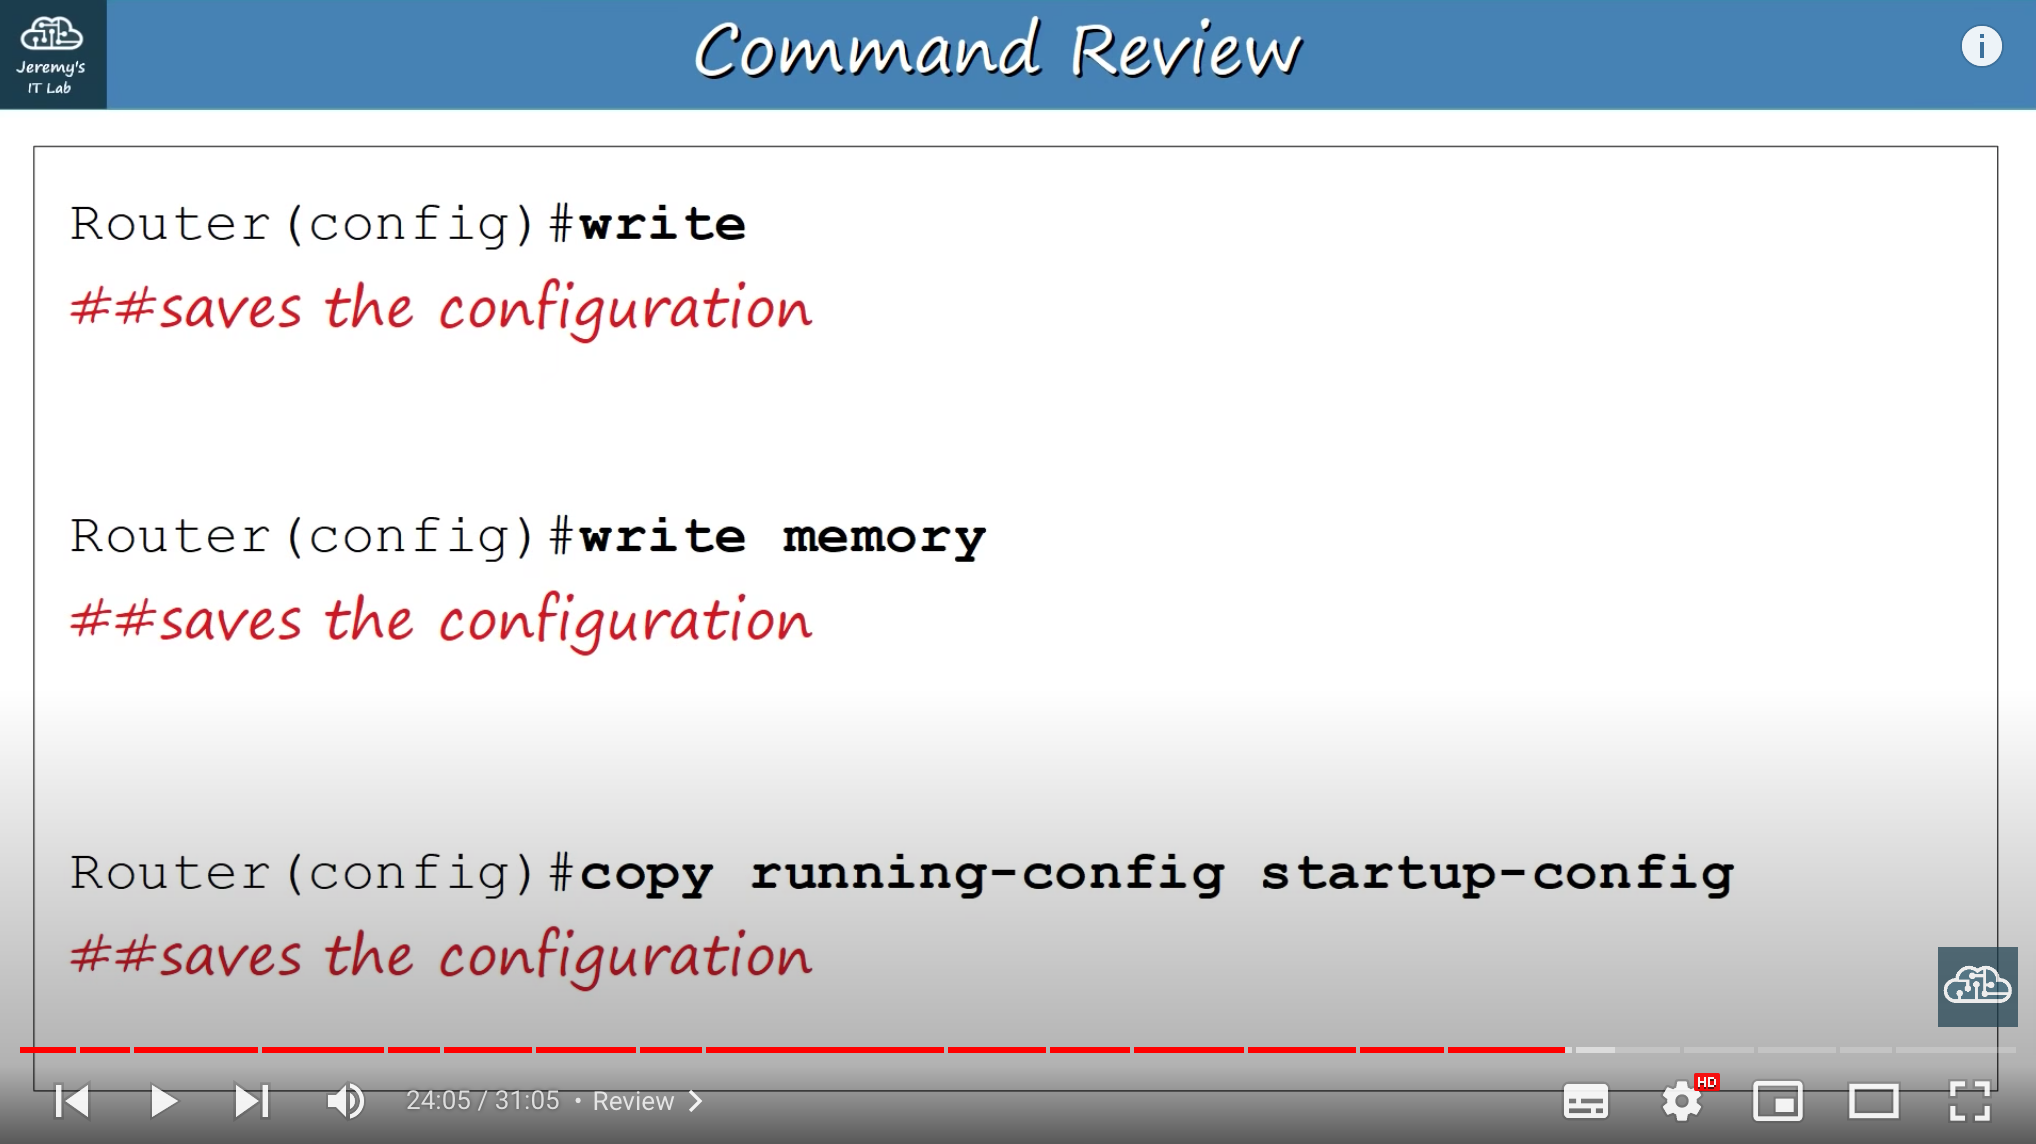 Jeremy's
IT Lab
Command Review
Router(config)#write
##saves the configuration
Router(config)#write memory
##saves the configuration
Router(config)#copy running-config startup-config
##saves the configuration
24:05 / 31:05 • Review
HD